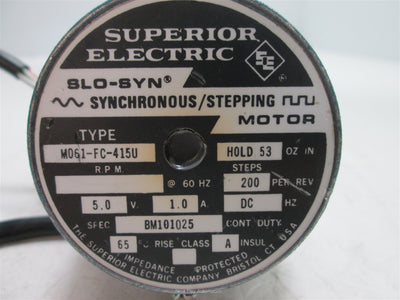 SUPERIOR
ELECTRIC
SE
SLO-SYN®
SYNCHRONOUS/STEPPING
MOTOR
TYPE
MO61-FC-415U HOLD 53 OZ IN
R.P.M. STEPS
@ 60 HZ 200 PER REV
5.0 V. 1.0 A DC HZ
SPEC BM101025 CONT DUTY
65 °C RISE CLASS A INSUL
IMPEDANCE PROTECTED
THE SUPERIOR ELECTRIC COMPANY BRISTOL CT USA